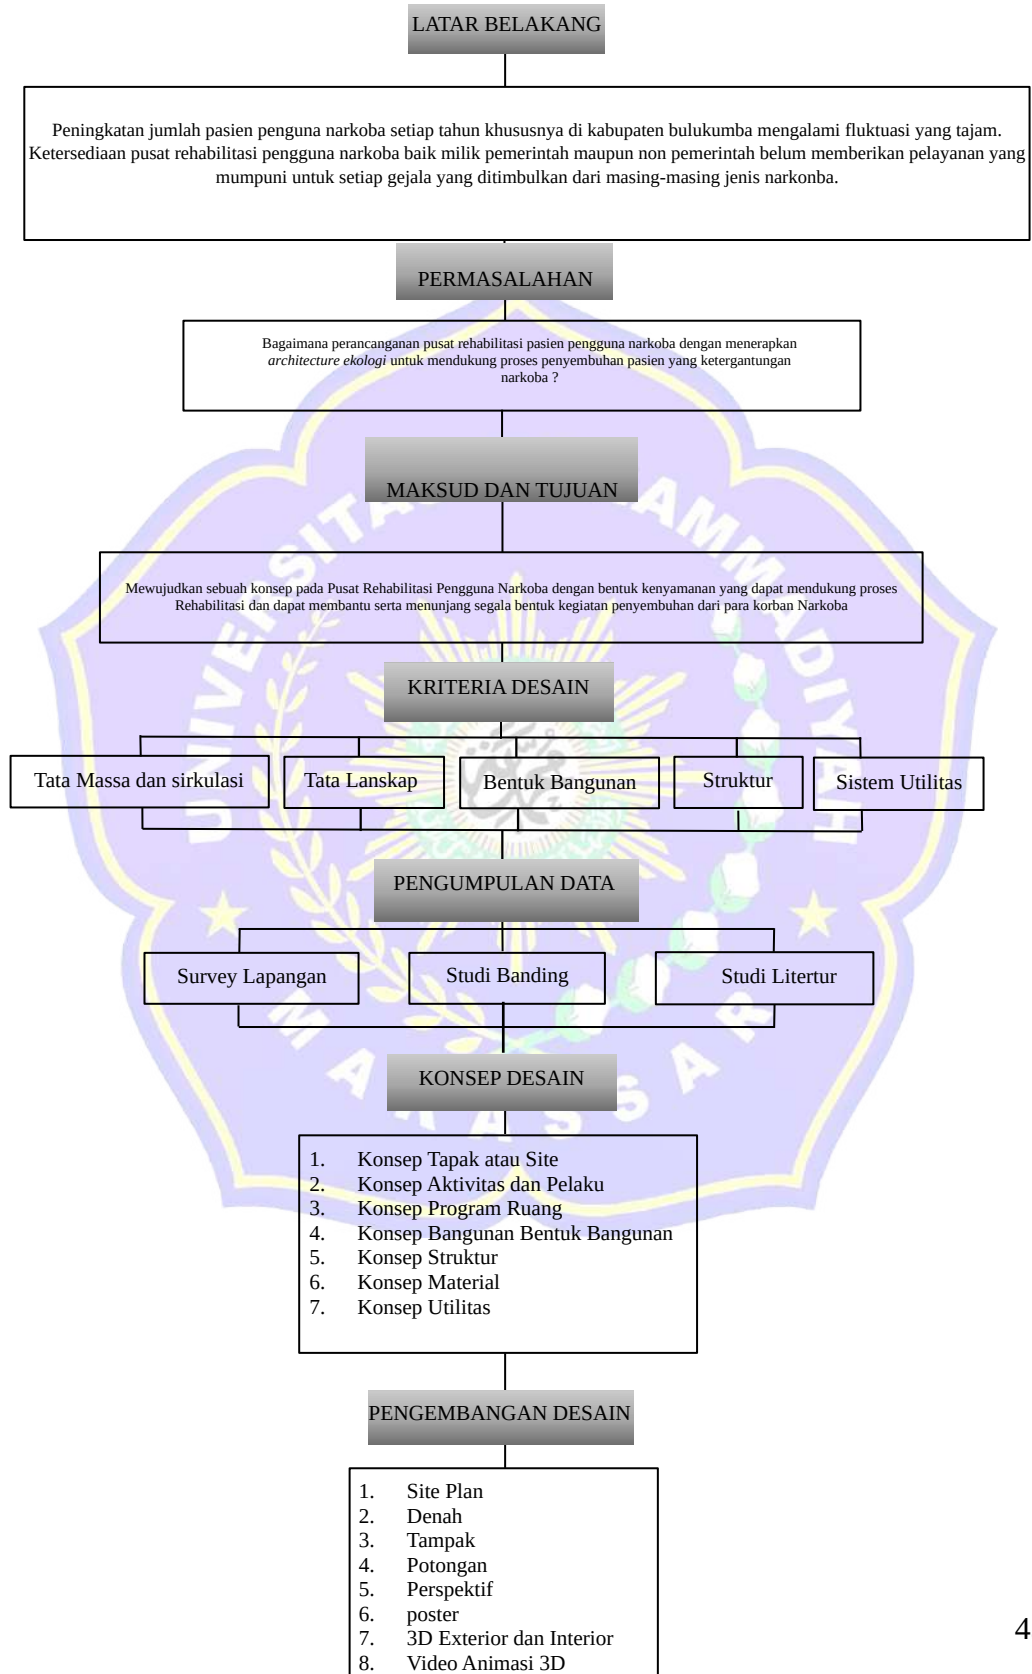 LATAR BELAKANG
Peningkatan jumlah pasien penguna narkoba setiap tahun khususnya di kabupaten bulukumba mengalami fluktuasi yang tajam.
Ketersediaan pusat rehabilitasi pengguna narkoba baik milik pemerintah maupun non pemerintah belum memberikan pelayanan yang
mumpuni untuk setiap gejala yang ditimbulkan dari masing-masing jenis narkonba.
PERMASALAHAN
Bagaimana perancanganan pusat rehabilitasi pasien pengguna narkoba dengan menerapkan
architecture ekologi untuk mendukung proses penyembuhan pasien yang ketergantungan
narkoba ?
MAKSUD DAN TUJUAN
Mewujudkan sebuah konsep pada Pusat Rehabilitasi Pengguna Narkoba dengan bentuk kenyamanan yang dapat mendukung proses
Rehabilitasi dan dapat membantu serta menunjang segala bentuk kegiatan penyembuhan dari para korban Narkoba
KRITERIA DESAIN
Tata Massa dan sirkulasi
Tata Lanskap
Bentuk Bangunan
Struktur
Sistem Utilitas
PENGUMPULAN DATA
Survey Lapangan
Studi Banding
Studi Litertur
KONSEP DESAIN
1. Konsep Tapak atau Site
2. Konsep Aktivitas dan Pelaku
3. Konsep Program Ruang
4. Konsep Bangunan Bentuk Bangunan
5. Konsep Struktur
6. Konsep Material
7. Konsep Utilitas
PENGEMBANGAN DESAIN
1. Site Plan
2. Denah
3. Tampak
4. Potongan
5. Perspektif
6. poster
7. 3D Exterior dan Interior
8. Video Animasi 3D
4
MAKASSAR